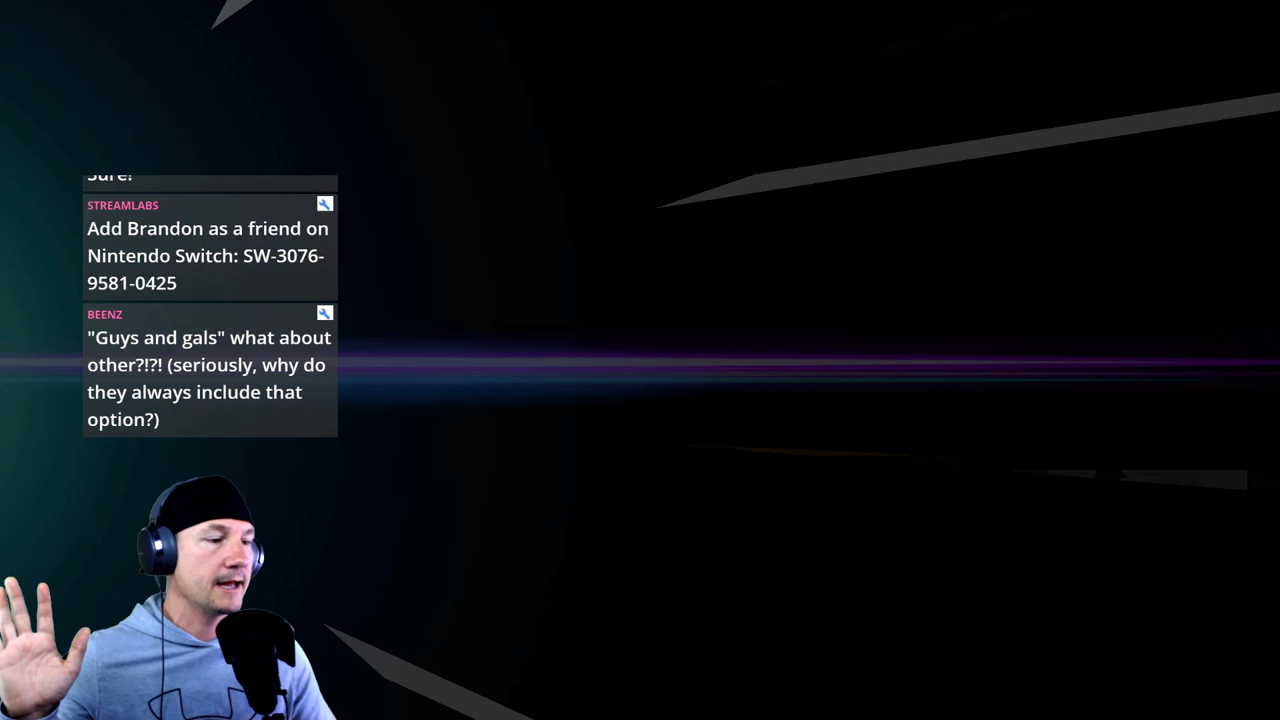 Sure!
STREAMLABS
Add Brandon as a friend on
Nintendo Switch: SW-3076-
9581-0425
BEENZ
"Guys and gals" what about
other?!?! (seriously, why do
they always include that
option?)